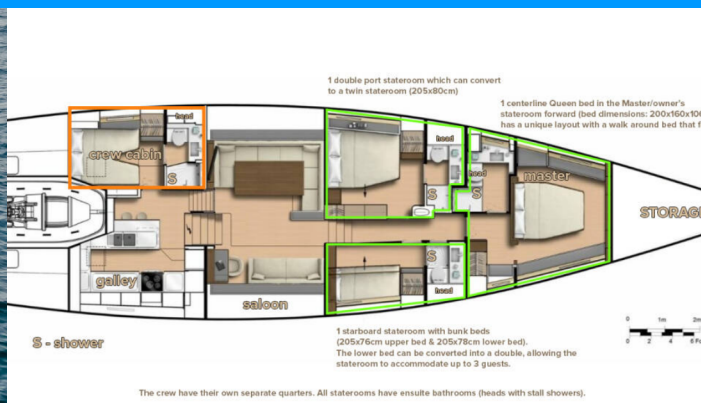 1 double port stateroom which can convert
to a twin stateroom (205x80cm)
1 centerline Queen bed in the Master/owner's
stateroom forward (bed dimensions: 200x160x106
has a unique layout with a walk around bed that f
head
crew cabin
S
head
S
head
S
master
STORAGE
galley
saloon
S
head
S - shower
0 1m 2m
0 2 4 6
1 starboard stateroom with bunk beds
(205x76cm upper bed & 205x78cm lower bed).
The lower bed can be converted into a double, allowing the
stateroom to accommodate up to 3 guests.
The crew have their own separate quarters. All staterooms have ensuite bathrooms (heads with stall showers).